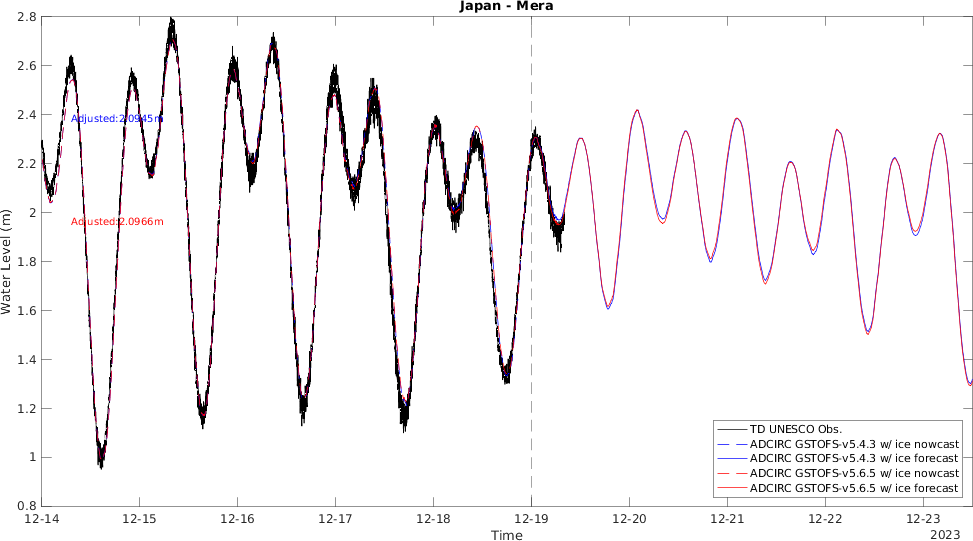 Japan - Mera
2.8
2.6
2.4
2.2
2
1.8
1.6
1.4
1.2
1
0.8
Water Level (m)
Adjusted:2.0945m
Adjusted:2.0966m
TD UNESCO Obs.
ADCIRC GSTOFS-v5.4.3 w/ ice nowcast
ADCIRC GSTOFS-v5.4.3 w/ ice forecast
ADCIRC GSTOFS-v5.6.5 w/ ice nowcast
ADCIRC GSTOFS-v5.6.5 w/ ice forecast
12-14 12-15 12-16 12-17 12-18 12-19 12-20 12-21 12-22 12-23
Time
2023